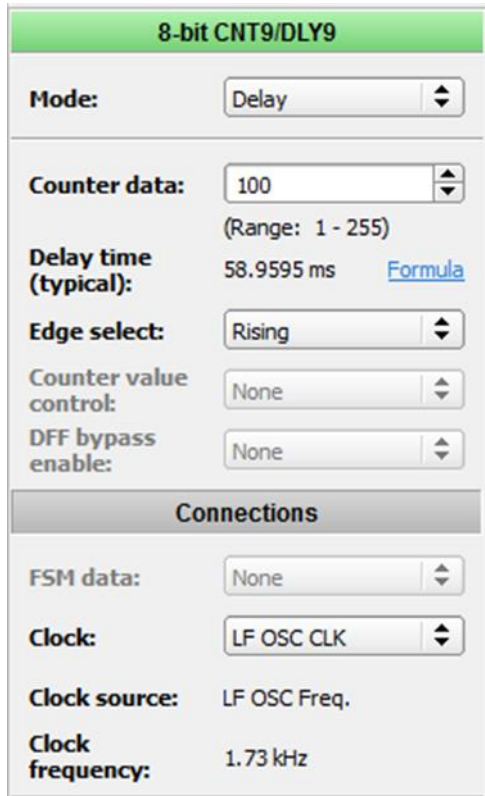 8-bit CNT9/DLY9
Mode: Delay
Counter data: 100
(Range: 1 - 255)
Delay time
(typical): 58.9595 ms Formula
Edge select: Rising
Counter value
control: None
DFF bypass
enable: None
Connections
FSM data: None
Clock: LF OSC CLK
Clock source: LF OSC Freq.
Clock
frequency: 1.73 kHz